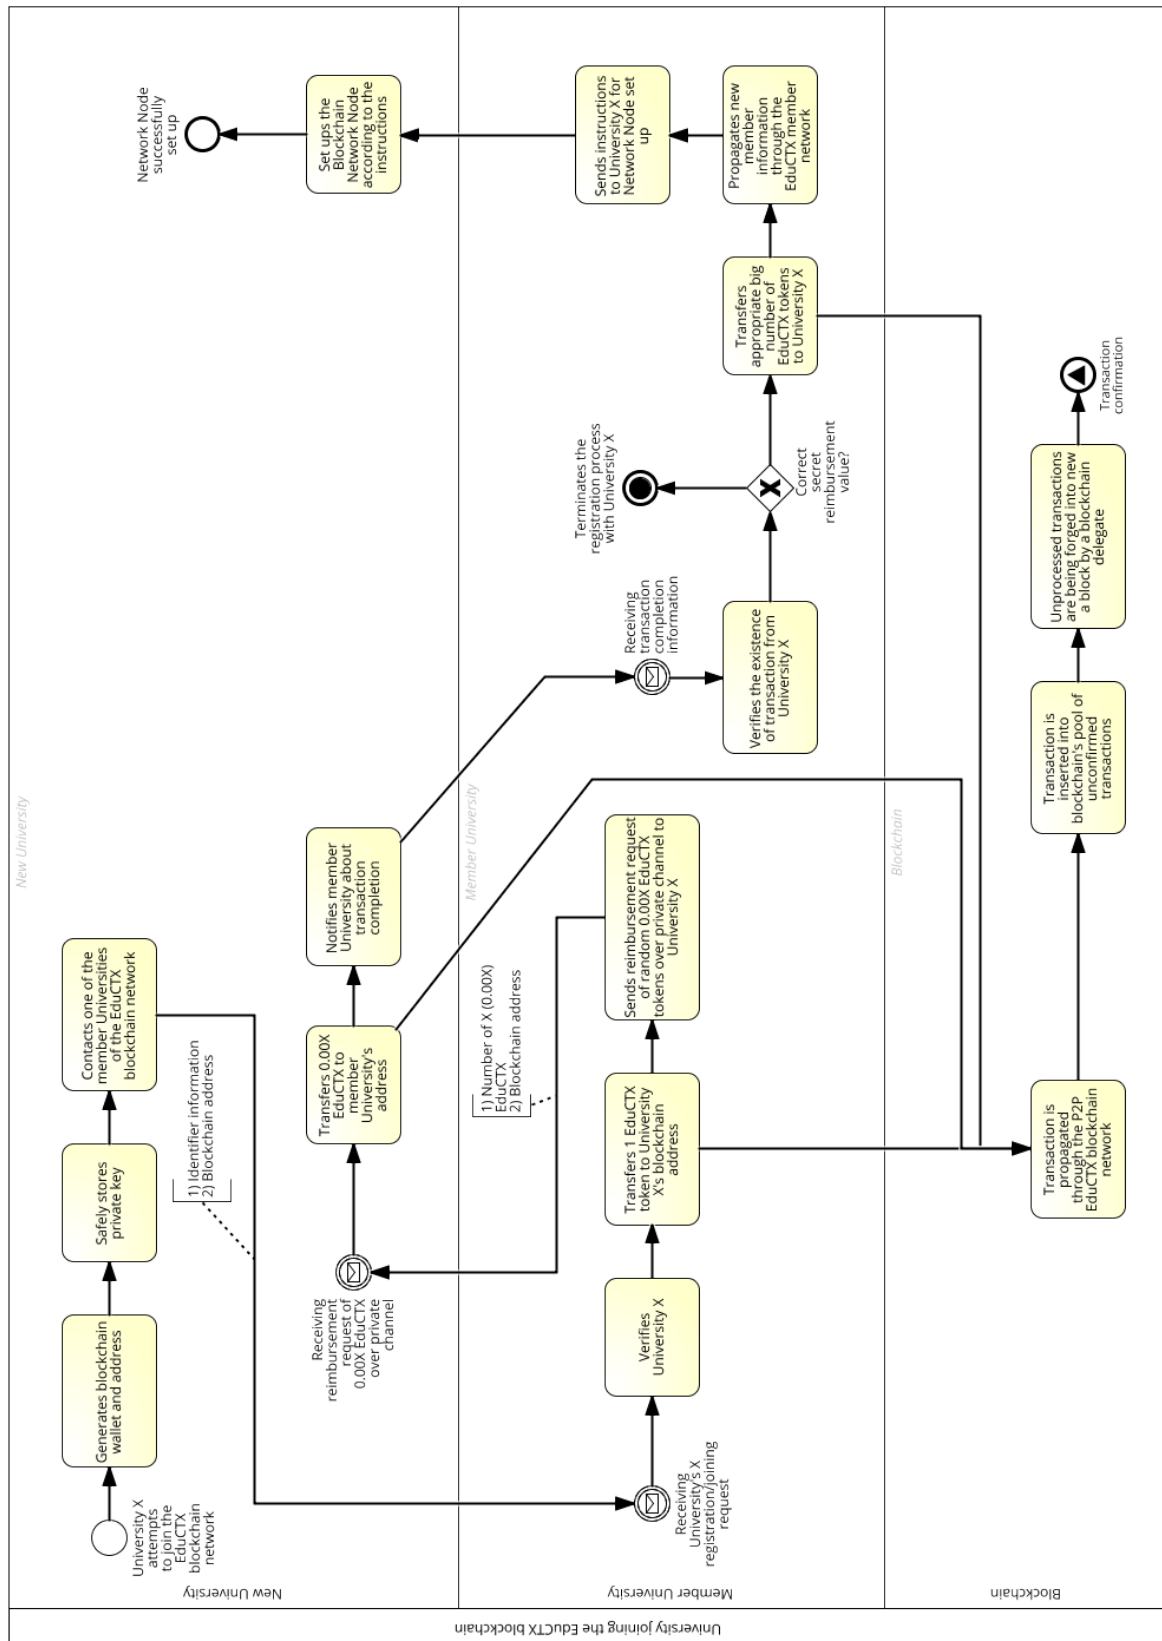 University joining the EduCTX blockchain
New University
New University
University X
attempts
to join the
EduCTX
blockchain
network
Generates blockchain
wallet and address
Safely stores
private key
Contacts one of the
member Universities
of the EduCTX
blockchain network
1) Identifier information
2) Blockchain address
Receiving
reimbursement
request of
0.00X EduCTX
over private
channel
Transfers 0.00X
EduCTX to
member
University's
address
Notifies member
University about
transaction
completion
Set ups the
Blockchain
Network Node
according to the
instructions
Network Node
successfully
set up
Member University
Member University
Receiving
University's X
registration/joining
request
Verifies
University X
Transfers 1 EduCTX
token to University
X's blockchain
address
1) Number of X (0.00X)
EduCTX
2) Blockchain address
Sends reimbursement request
of random 0.00X EduCTX
tokens over private channel to
University X
Receiving
transaction
completion
information
Verifies the existence
of transaction from
University X
Terminates the
registration process
with University X
Correct
secret
reimbursement
value?
Transfers
appropriate big
number of
EduCTX tokens
to University X
Propagates new
member
information
through the
EduCTX member
network
Sends instructions
to University X for
Network Node set
up
Blockchain
Blockchain
Transaction is
propagated
through the P2P
EduCTX blockchain
network
Transaction is
inserted into
blockchain's pool of
unconfirmed
transactions
Unprocessed transactions
are being forged into new
a block by a blockchain
delegate
Transaction
confirmation